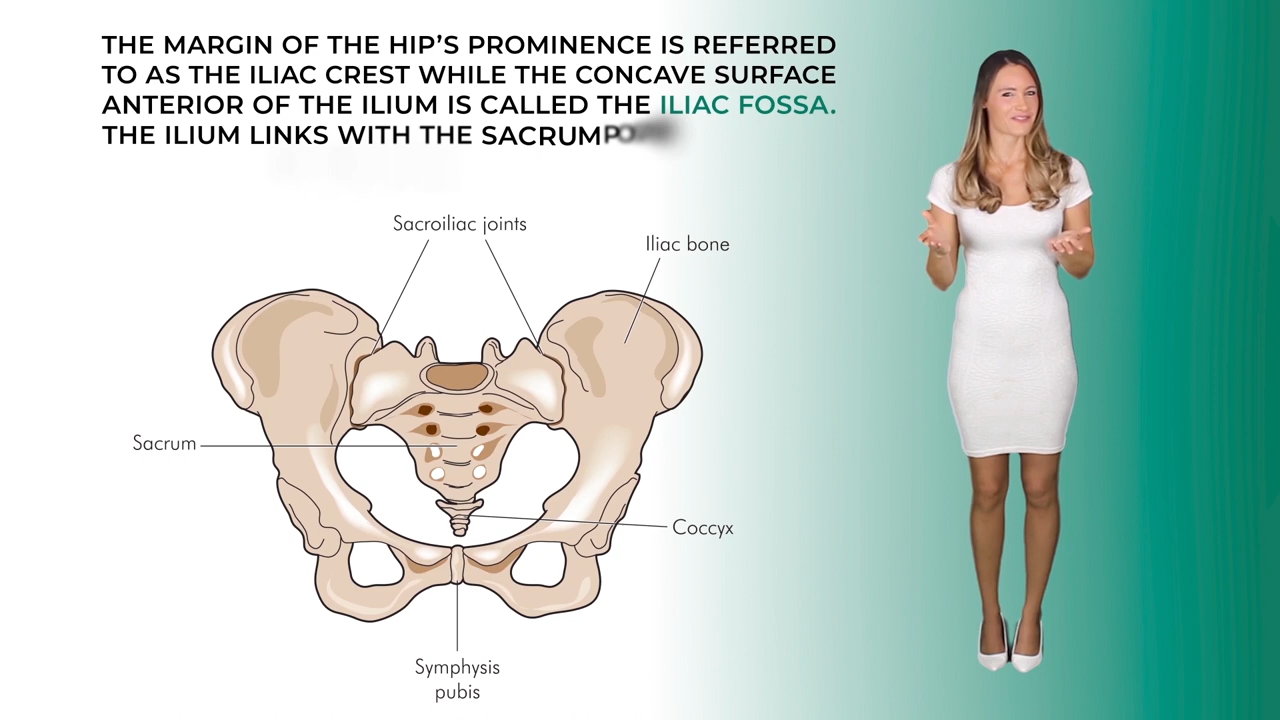 THE MARGIN OF THE HIP’S PROMINENCE IS REFERRED
TO AS THE ILIAC CREST WHILE THE CONCAVE SURFACE
ANTERIOR OF THE ILIUM IS CALLED THE ILIAC FOSSA.
THE ILIUM LINKS WITH THE SACRUM
Sacroiliac joints
Iliac bone
Sacrum
Coccyx
Symphysis
pubis